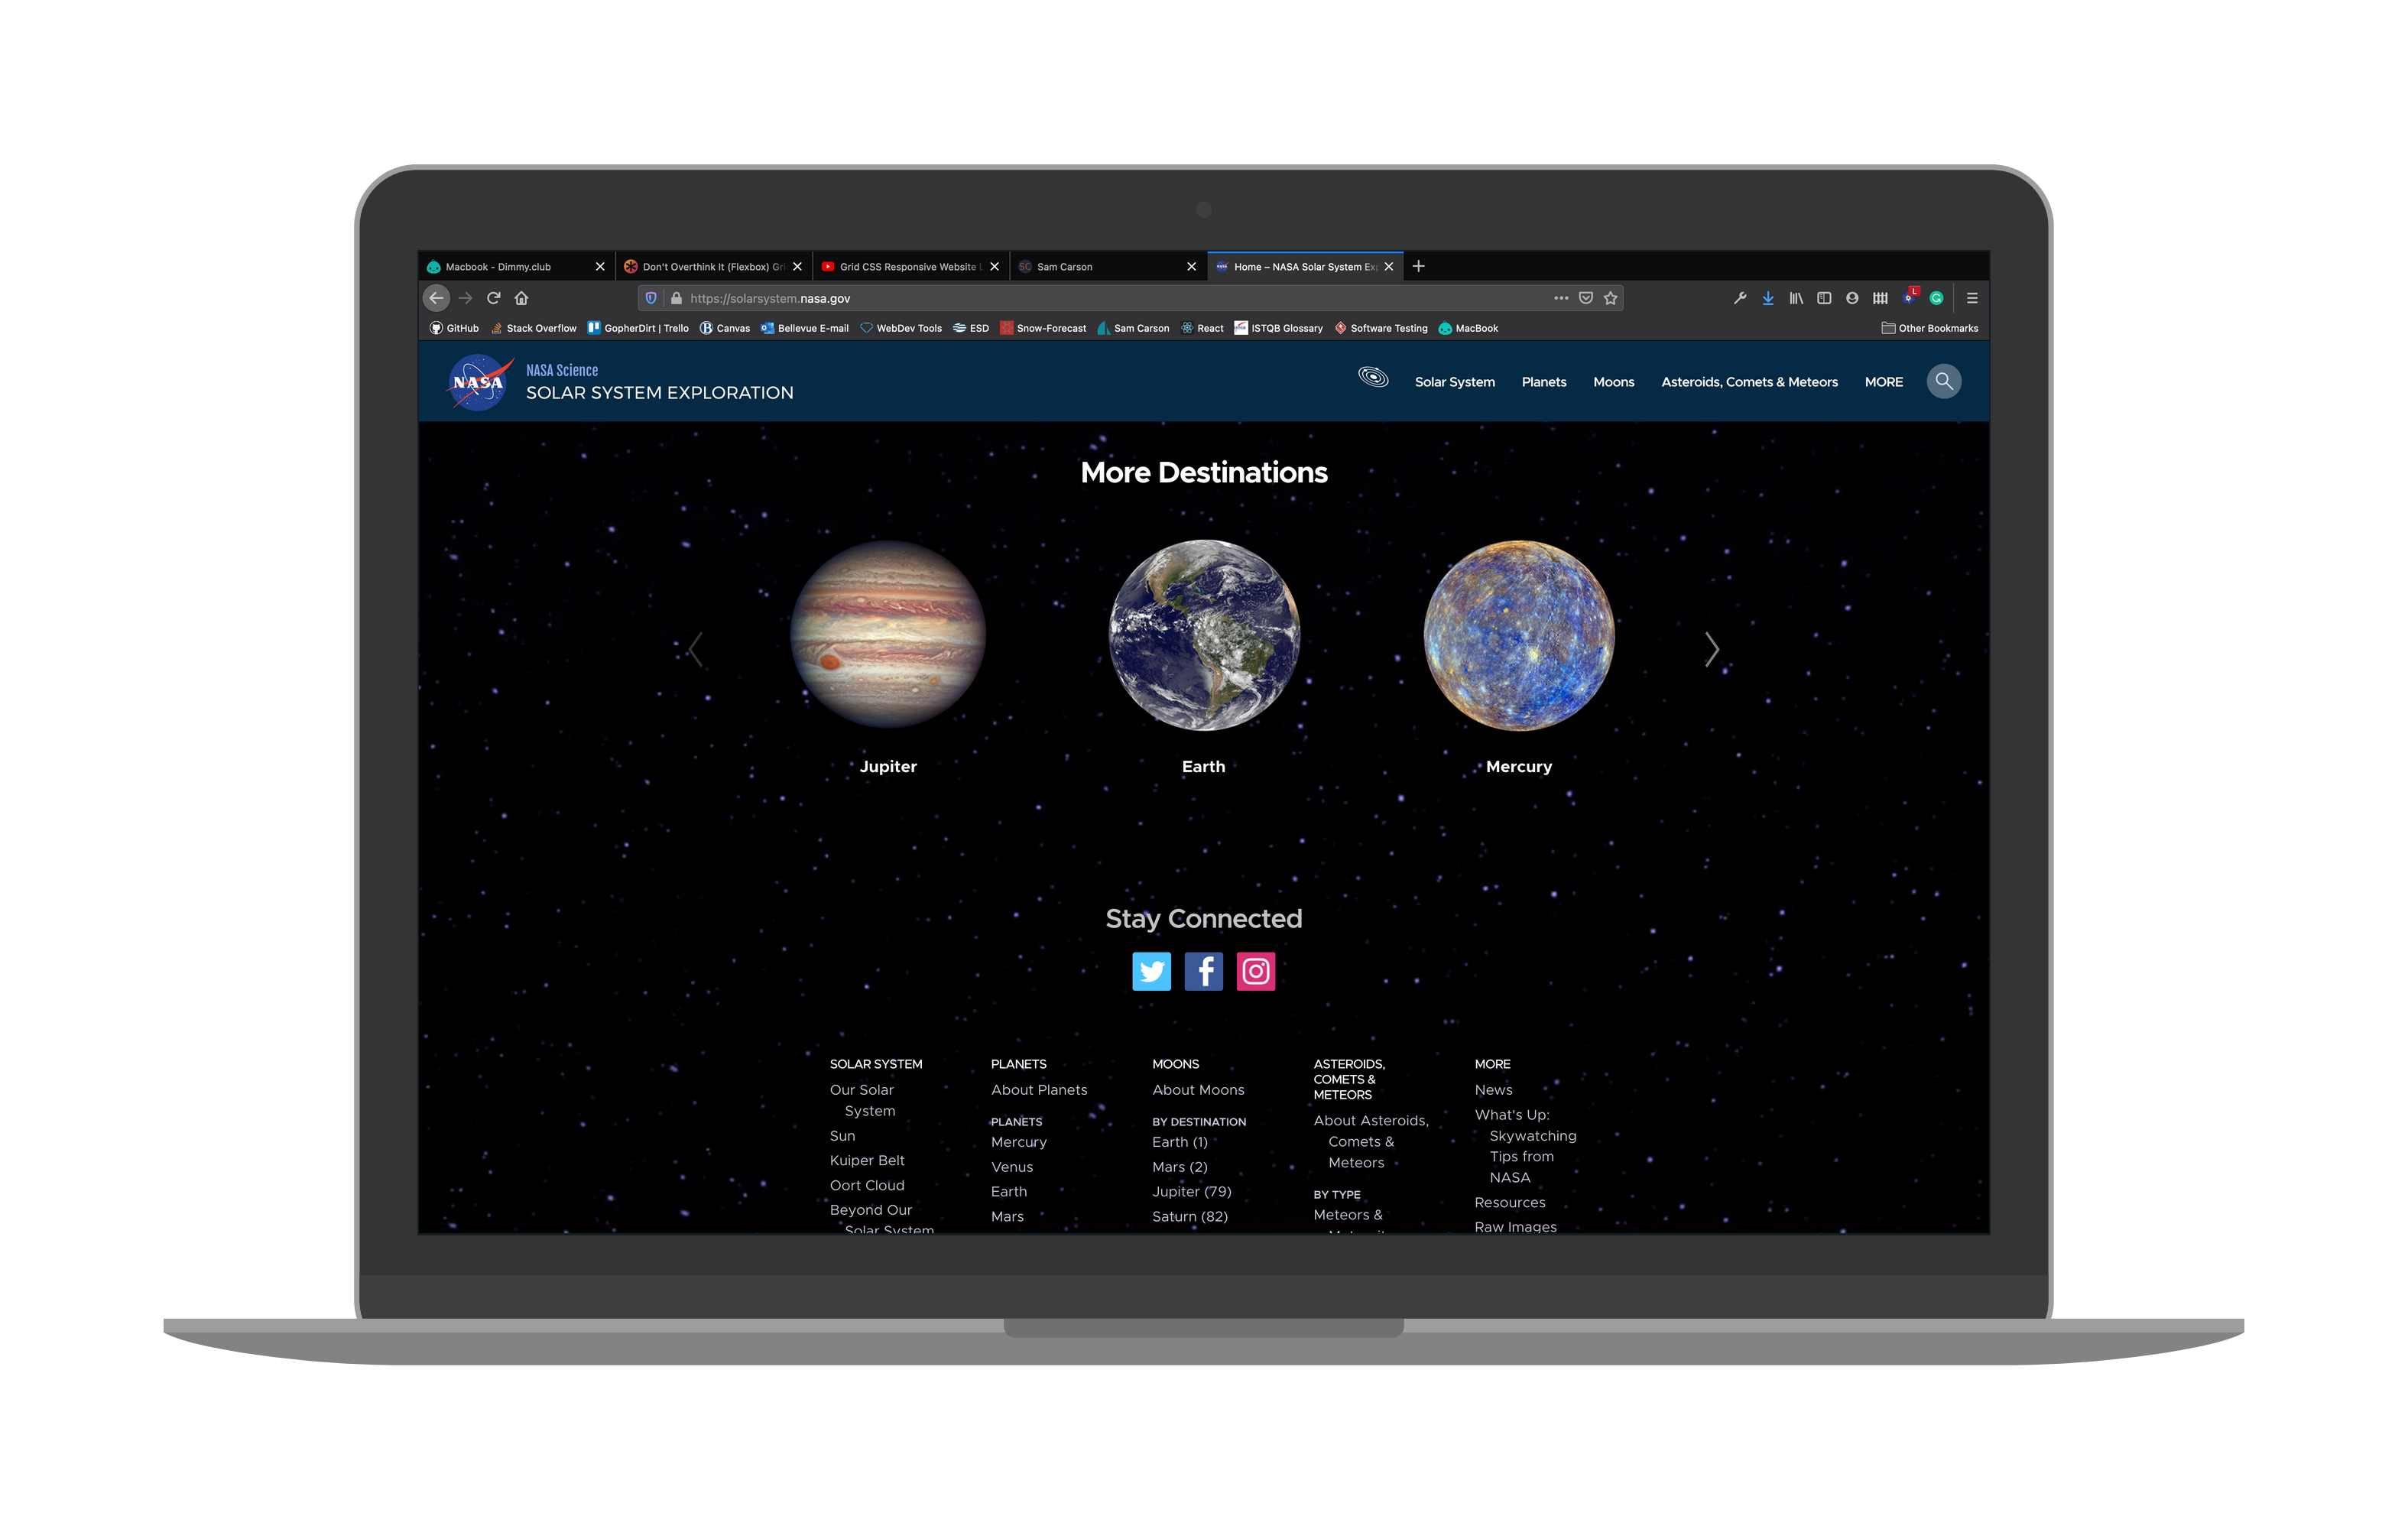 Macbook - Dimmy.club
Don't Overthink It (Flexbox) Gri
Grid CSS Responsive Website L
SC Sam Carson
Home – NASA Solar System Exp
https://solarsystem.nasa.gov
L
GitHub Stack Overflow GopherDirt | Trello Canvas Bellevue E-mail WebDev Tools ESD Snow-Forecast Sam Carson React ISTQB Glossary Software Testing MacBook Other Bookmarks
NASA
NASA Science
SOLAR SYSTEM EXPLORATION
Solar System Planets Moons Asteroids, Comets & Meteors MORE
More Destinations
Jupiter Earth Mercury
Stay Connected
SOLAR SYSTEM
Our Solar
System
Sun
Kuiper Belt
Oort Cloud
Beyond Our
Solar System
PLANETS
About Planets
PLANETS
Mercury
Venus
Earth
Mars
MOONS
About Moons
BY DESTINATION
Earth (1)
Mars (2)
Jupiter (79)
Saturn (82)
ASTEROIDS,
COMETS &
METEORS
About Asteroids,
Comets &
Meteors
BY TYPE
Meteors &
MORE
News
What's Up:
Skywatching
Tips from
NASA
Resources
Raw Images